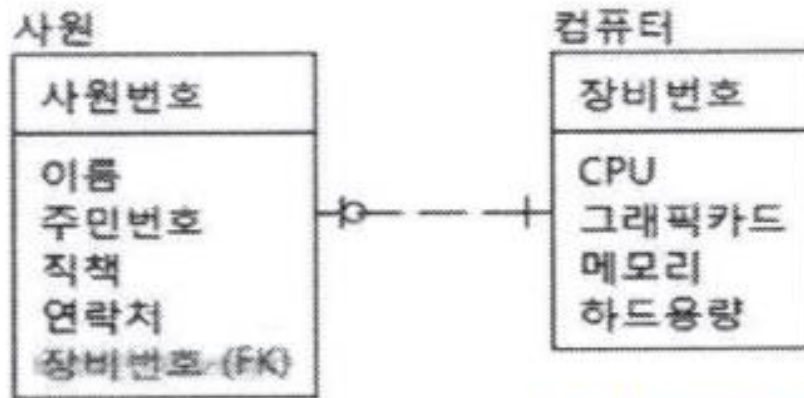 사원
사원번호
이름
주민번호
직책
연락처
장비번호 (FK)
컴퓨터
장비번호
CPU
그래픽카드
메모리
하드용량